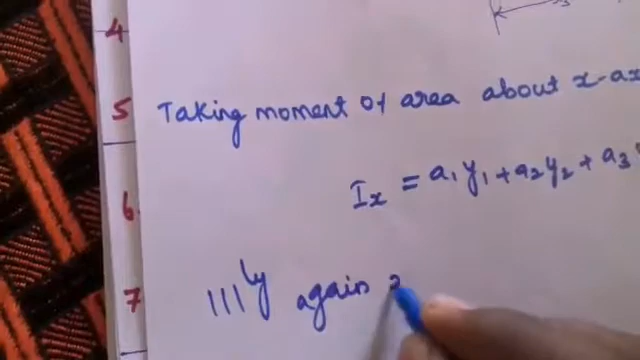 4
5 Taking moment of area about x-ax
Ix = a1y1 + a2y2 + a3
6
7 |||ly again